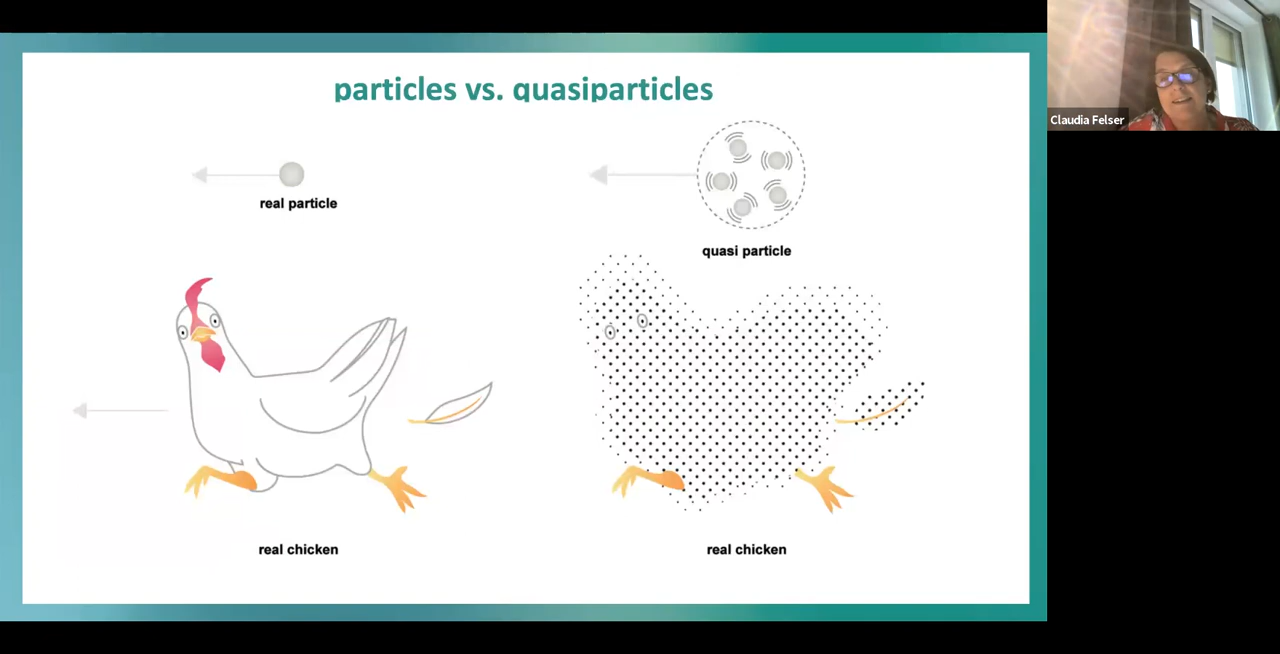 particles vs. quasiparticles
Claudia Felser
real particle
quasi particle
real chicken
real chicken